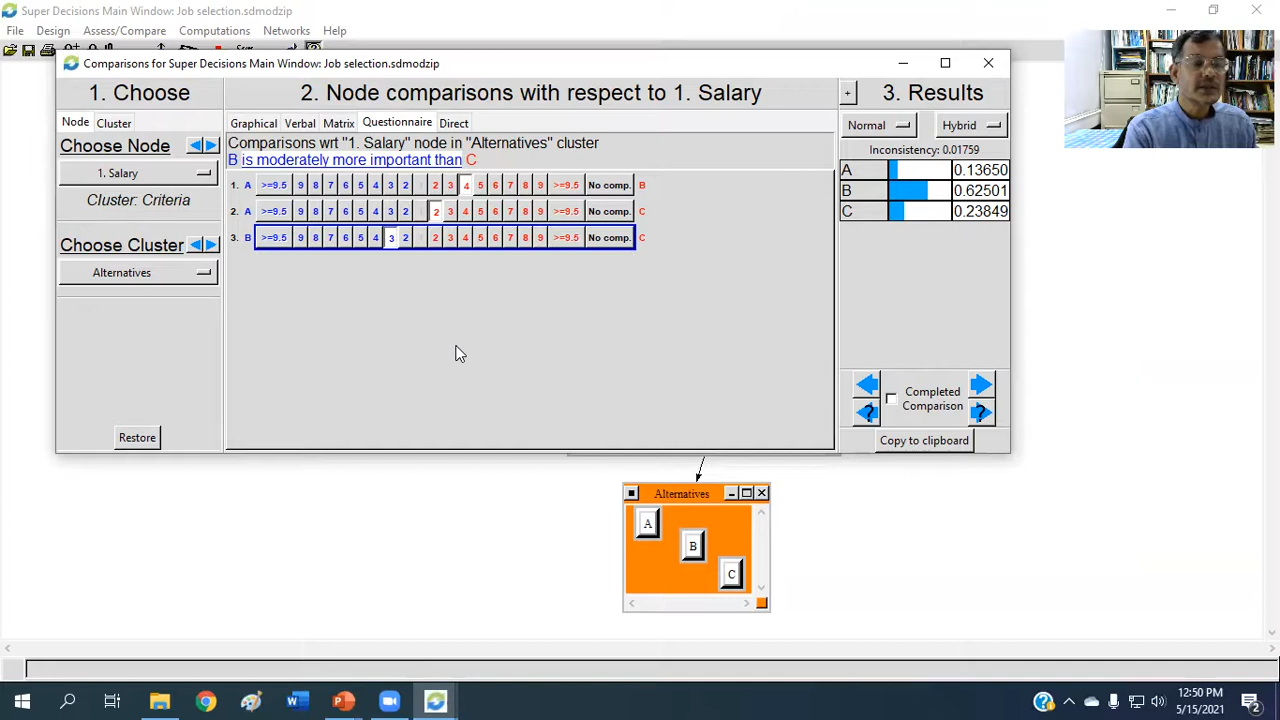 Super Decisions Main Window: Job selection.sdmodzip
File Design Assess/Compare Computations Networks Help
Comparisons for Super Decisions Main Window: Job selection.sdmodzip
1. Choose
2. Node comparisons with respect to 1. Salary
+ 3. Results
Node Cluster
Graphical Verbal Matrix Questionnaire Direct
Normal Hybrid
Choose Node
1. Salary
Cluster: Criteria
Choose Cluster
Alternatives
Restore
Comparisons wrt "1. Salary" node in "Alternatives" cluster
B is moderately more important than C
1. A >=9.5 9 8 7 6 5 4 3 2 2 3 4 5 6 7 8 9 >=9.5 No comp. B
2. A >=9.5 9 8 7 6 5 4 3 2 2 3 4 5 6 7 8 9 >=9.5 No comp. C
3. B >=9.5 9 8 7 6 5 4 3 2 2 3 4 5 6 7 8 9 >=9.5 No comp. C
Inconsistency: 0.01759
A 0.13650
B 0.62501
C 0.23849
Completed
Comparison
? ?
Copy to clipboard
Alternatives
A
B
C
12:50 PM
5/15/2021
2